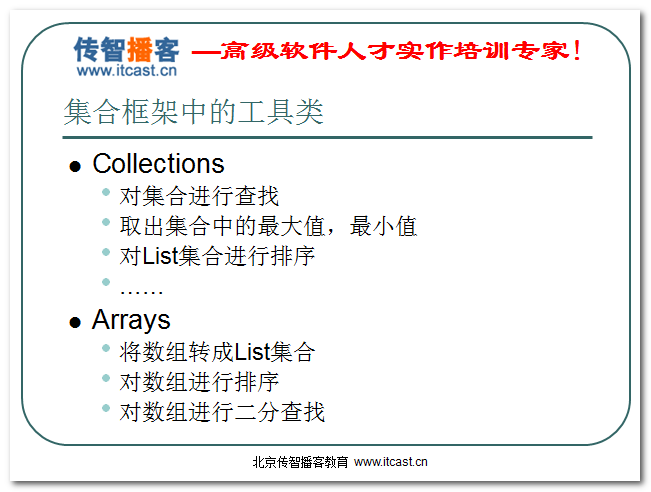 传智播客 —高级软件人才实作培训专家!
www.itcast.cn
集合框架中的工具类
● Collections
• 对集合进行查找
• 取出集合中的最大值，最小值
• 对List集合进行排序
• ……
● Arrays
• 将数组转成List集合
• 对数组进行排序
• 对数组进行二分查找
北京传智播客教育 www.itcast.cn